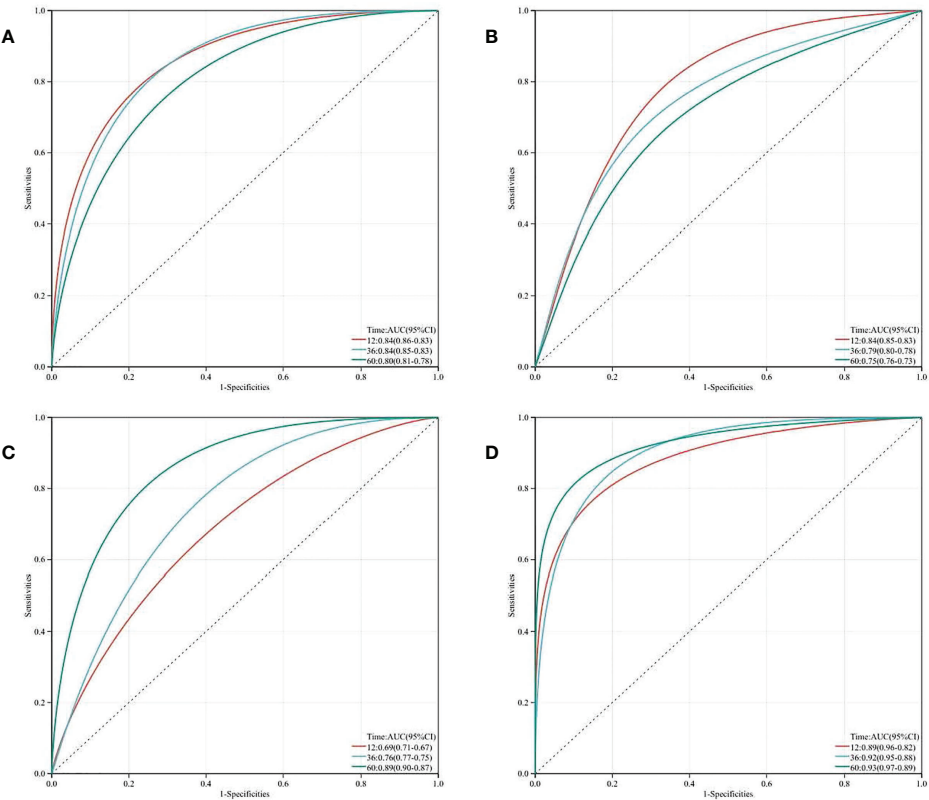 A
1.0
0.8
0.6
0.4
0.2
0.0
Sensitivities
Time:AUC(95%CI)
12:0.84(0.86-0.83)
36:0.84(0.85-0.83)
60:0.80(0.81-0.78)
0.0 0.2 0.4 0.6 0.8 1.0
1-Specificities
B
1.0
0.8
0.6
0.4
0.2
0.0
Sensitivities
Time:AUC(95%CI)
12:0.84(0.85-0.83)
36:0.79(0.80-0.78)
60:0.75(0.76-0.73)
0.0 0.2 0.4 0.6 0.8 1.0
1-Specificities
C
1.0
0.8
0.6
0.4
0.2
0.0
Sensitivities
Time:AUC(95%CI)
12:0.69(0.71-0.67)
36:0.76(0.77-0.75)
60:0.89(0.90-0.87)
0.0 0.2 0.4 0.6 0.8 1.0
1-Specificities
D
1.0
0.8
0.6
0.4
0.2
0.0
Sensitivities
Time:AUC(95%CI)
12:0.89(0.96-0.82)
36:0.92(0.95-0.88)
60:0.93(0.97-0.89)
0.0 0.2 0.4 0.6 0.8 1.0
1-Specificities